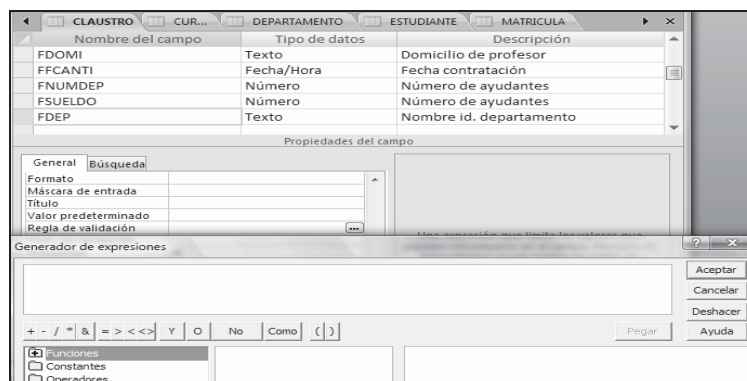 CLAUSTRO CUR... DEPARTAMENTO ESTUDIANTE MATRICULA
Nombre del campo Tipo de datos Descripción
FDOMI Texto Domicilio de profesor
FFCANTI Fecha/Hora Fecha contratación
FNUMDEP Número Número de ayudantes
FSUELDO Número Número de ayudantes
FDEP Texto Nombre id. departamento
Propiedades del campo
General Búsqueda
Formato
Máscara de entrada
Título
Valor predeterminado
Regla de validación ...
Una expresión que limita los valores que
Generador de expresiones ? X
Aceptar
Cancelar
Deshacer
+ - / * & = > < <> Y O No Como ( ) Pegar Ayuda
Funciones
Constantes
Operadores